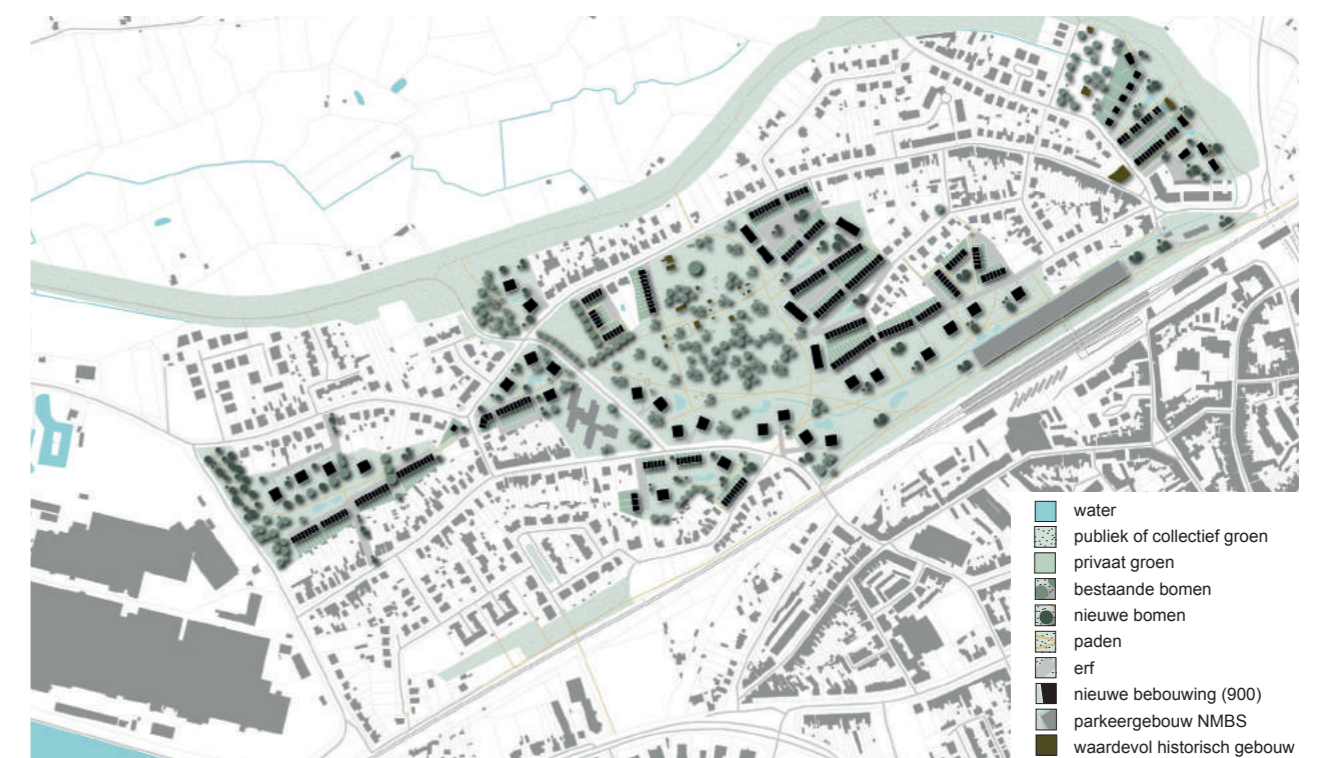 water
publiek of collectief groen
privaat groen
bestaande bomen
nieuwe bomen
paden
erf
nieuwe bebouwing (900)
parkeergebouw NMBS
waardevol historisch gebouw